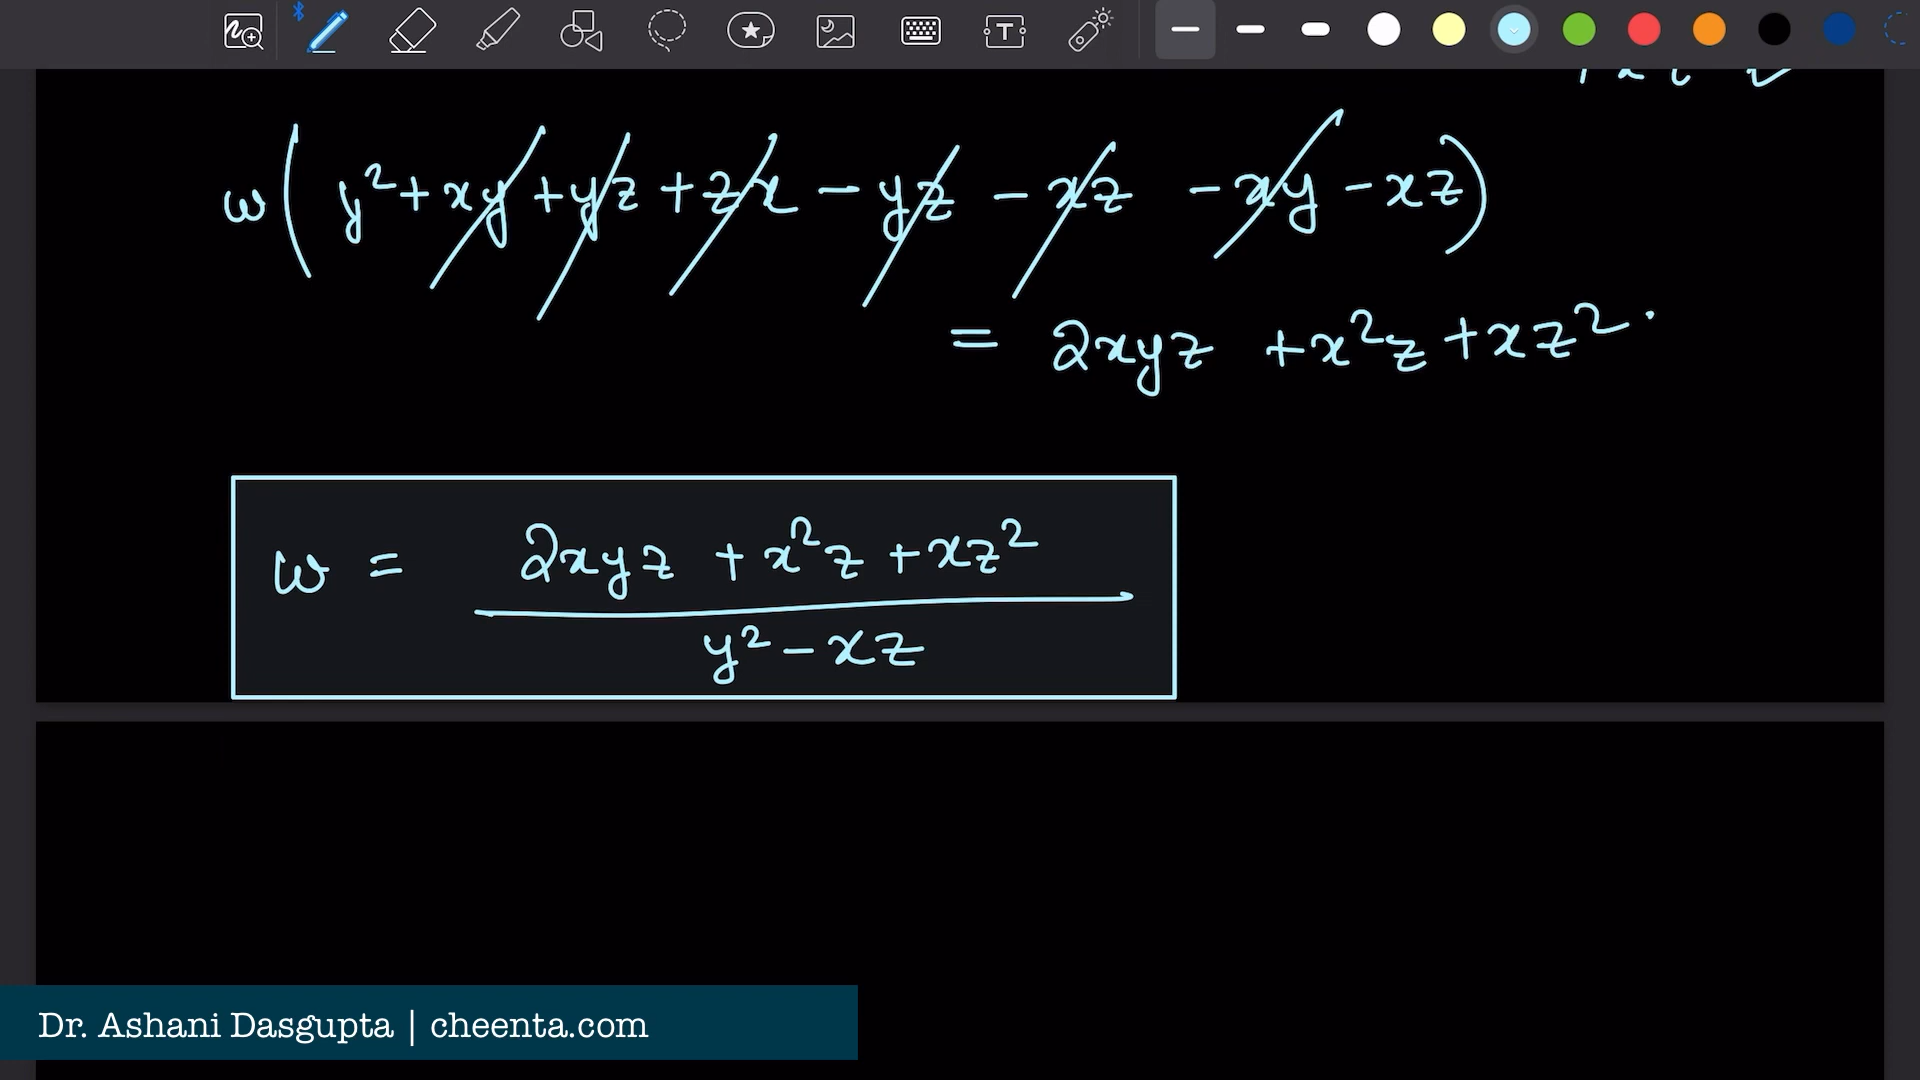 w( y²+xy+yz+zx-yz-xz-xy-xz)
= 2xyz +x²z+xz².
w = 2xyz +x²z+xz²
y²-xz
Dr. Ashani Dasgupta | cheenta.com